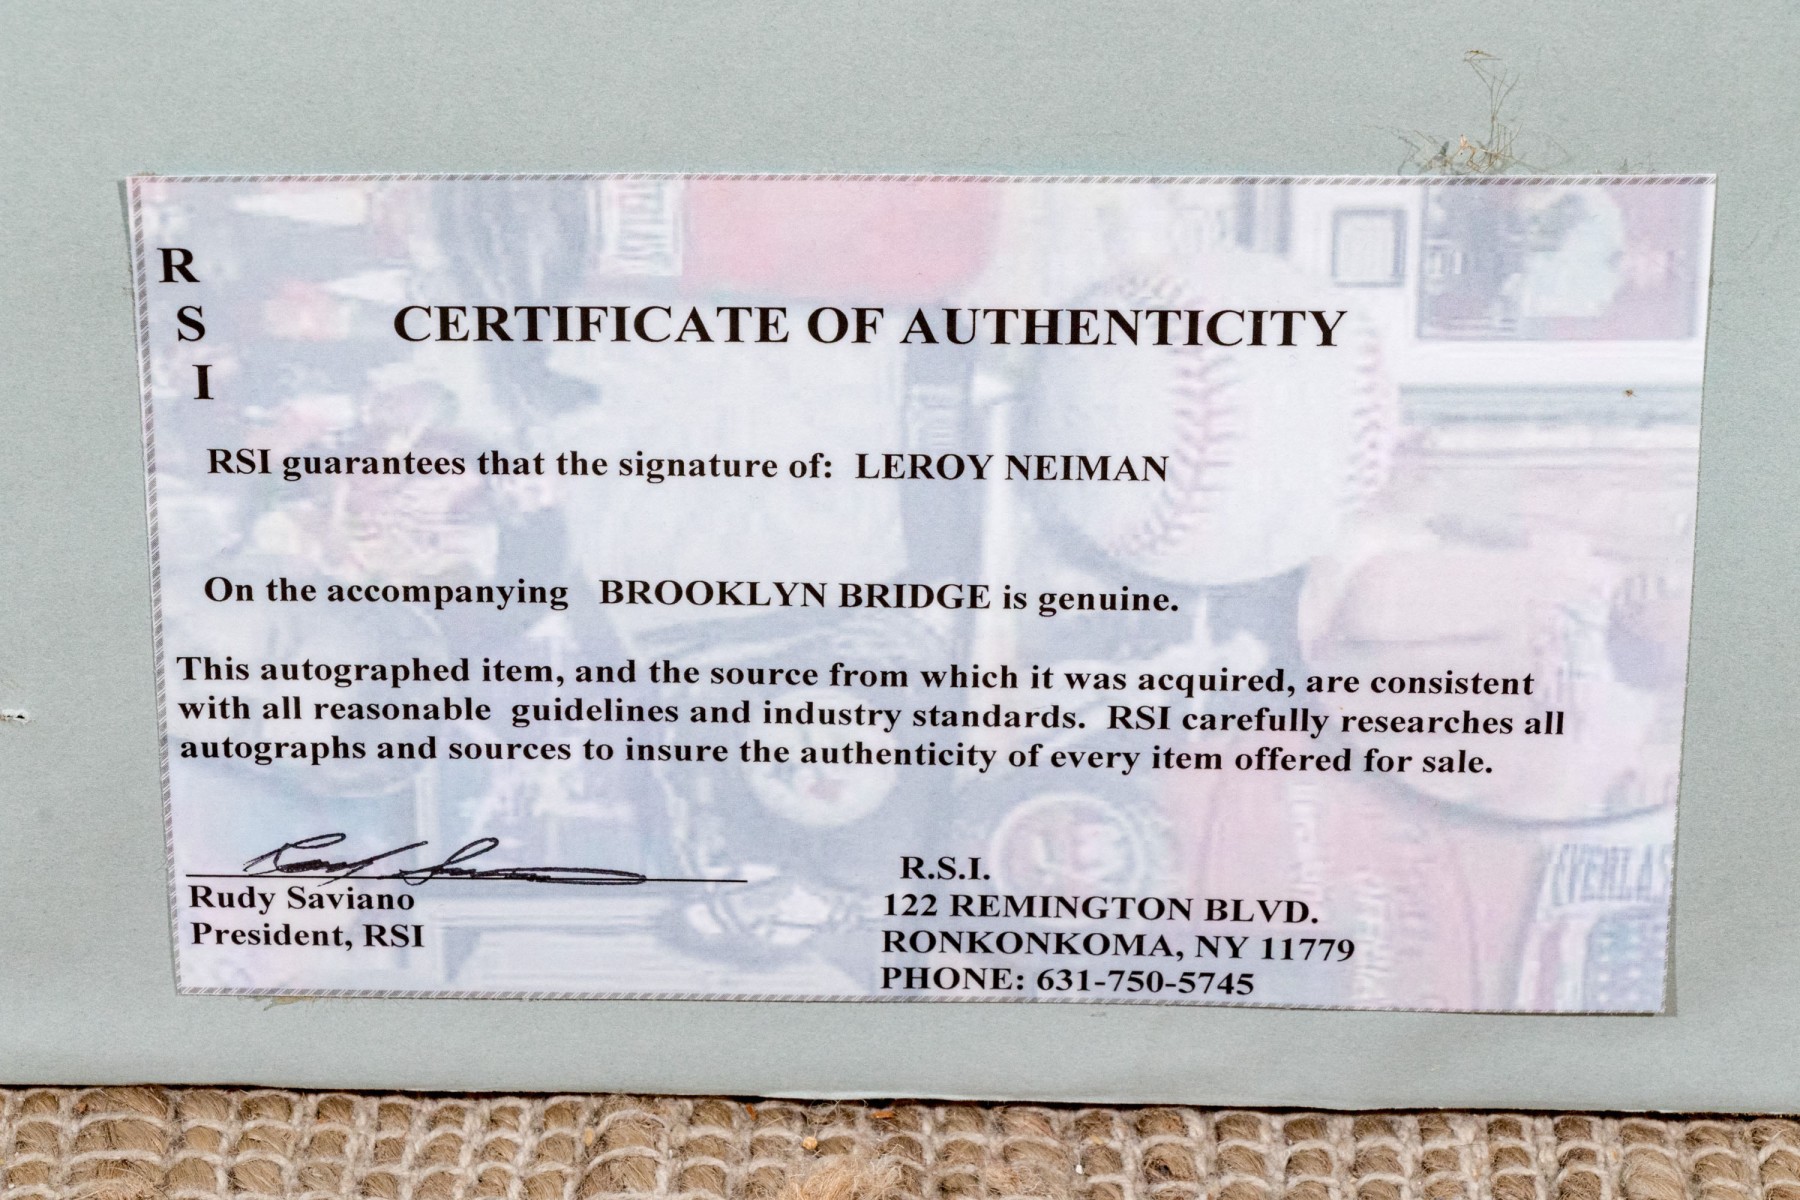 R
S
I
CERTIFICATE OF AUTHENTICITY
RSI guarantees that the signature of: LEROY NEIMAN
On the accompanying BROOKLYN BRIDGE is genuine.
This autographed item, and the source from which it was acquired, are consistent
with all reasonable guidelines and industry standards. RSI carefully researches all
autographs and sources to insure the authenticity of every item offered for sale.
Rudy Saviano
President, RSI
R.S.I.
122 REMINGTON BLVD.
RONKONKOMA, NY 11779
PHONE: 631-750-5745